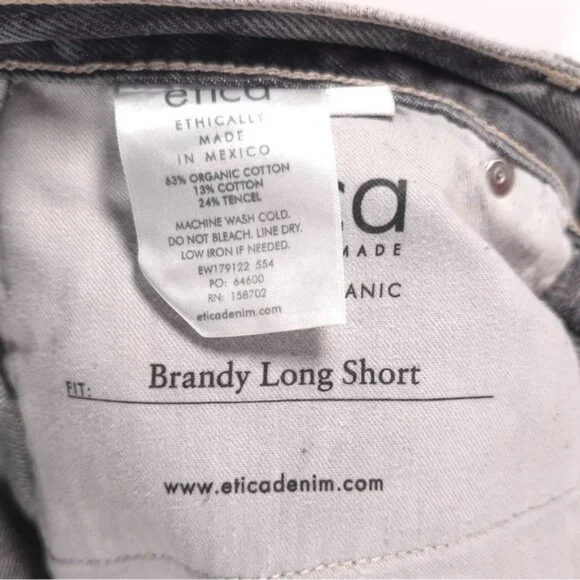 etica
ETHICALLY
MADE
IN MEXICO
63% ORGANIC COTTON
13% COTTON
24% TENCEL
MACHINE WASH COLD.
DO NOT BLEACH. LINE DRY.
LOW IRON IF NEEDED.
EW179122 554
PO: 64600
RN: 158702
eticadenim.com
ca
MADE
ANIC
FIT: Brandy Long Short
www.eticadenim.com